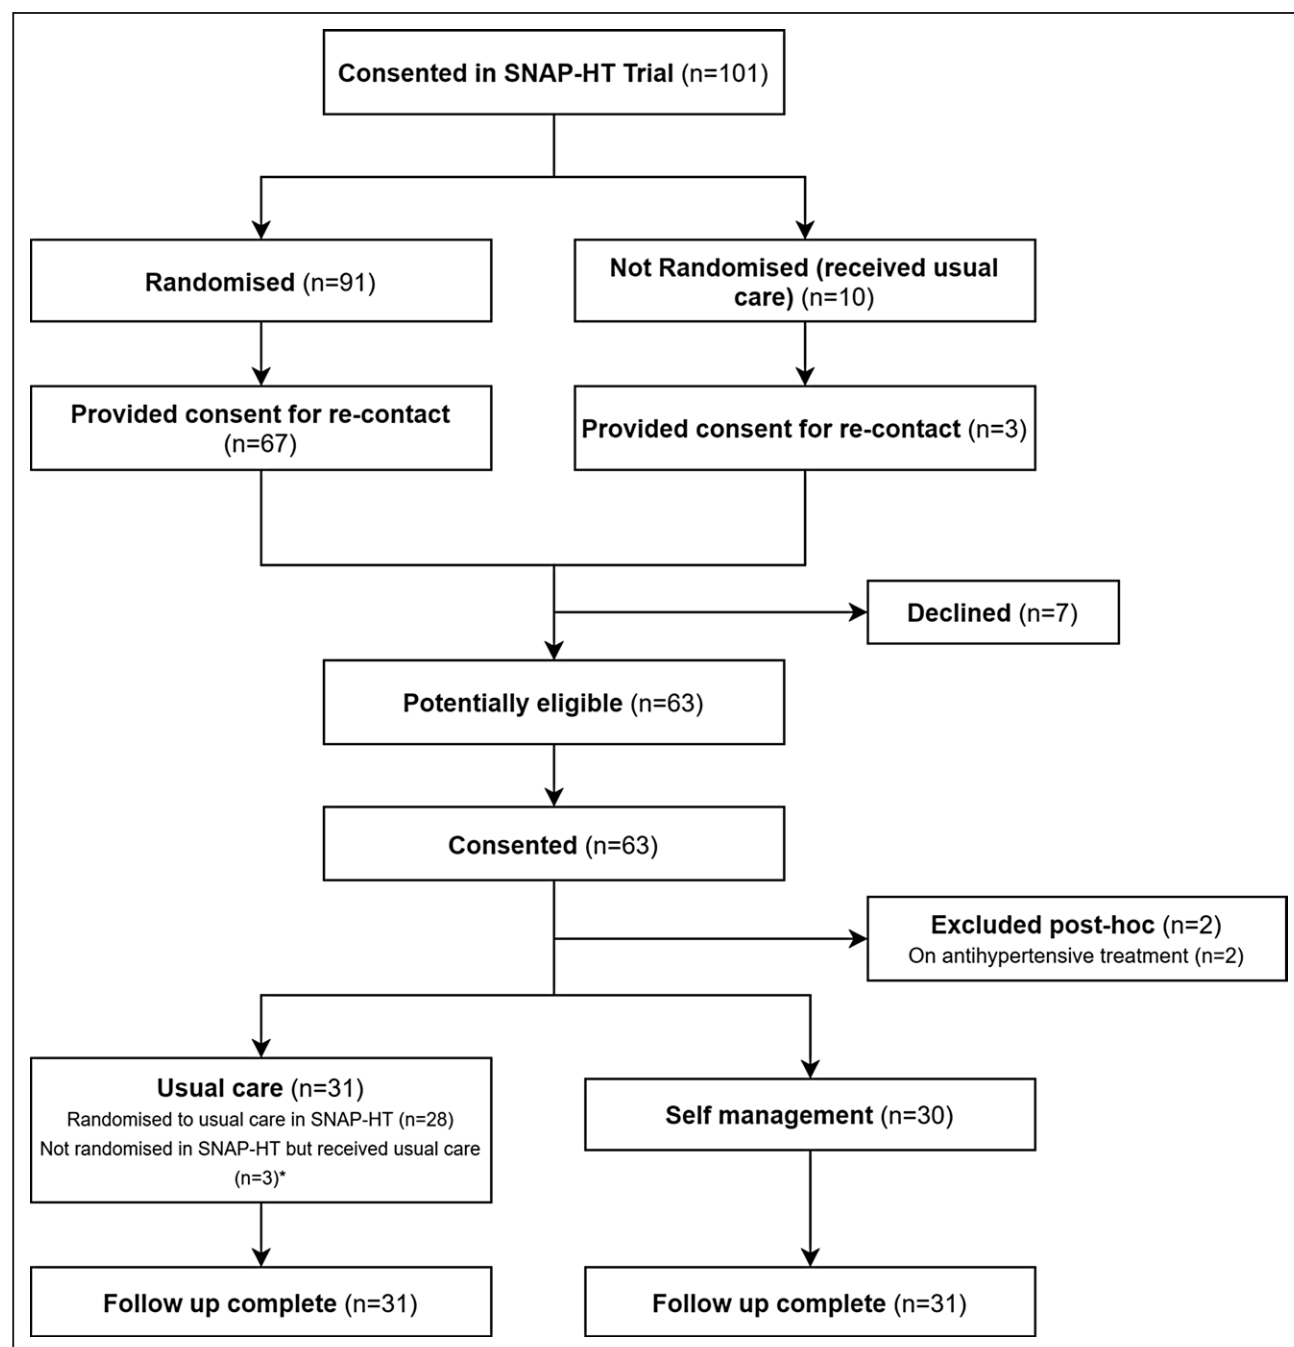 Consented in SNAP-HT Trial (n=101)
Randomised (n=91)
Not Randomised (received usual
care) (n=10)
Provided consent for re-contact
(n=67)
Provided consent for re-contact (n=3)
Declined (n=7)
Potentially eligible (n=63)
Consented (n=63)
Excluded post-hoc (n=2)
On antihypertensive treatment (n=2)
Usual care (n=31)
Randomised to usual care in SNAP-HT (n=28)
Not randomised in SNAP-HT but received usual care
(n=3)*
Self management (n=30)
Follow up complete (n=31)
Follow up complete (n=31)